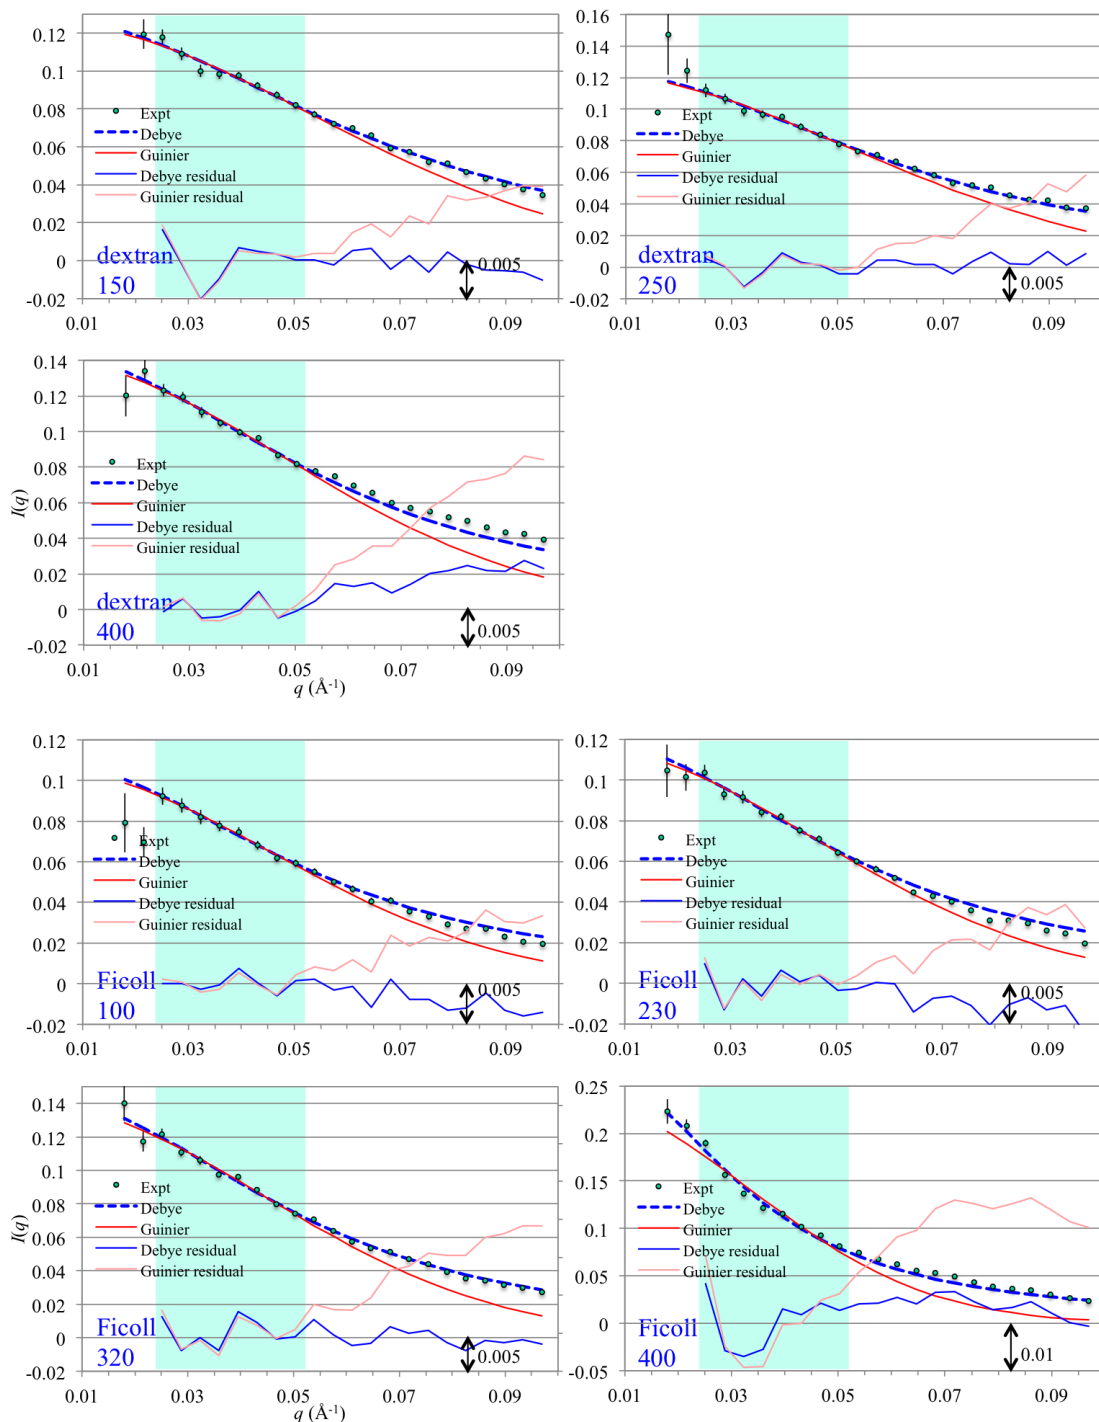 0.12
0.1
0.08
0.06
0.04
0.02
0
-0.02
Expt
Debye
Guinier
Debye residual
Guinier residual
dextran
150
0.005
0.01 0.03 0.05 0.07 0.09
0.16
0.14
0.12
0.1
0.08
0.06
0.04
0.02
0
-0.02
Expt
Debye
Guinier
Debye residual
Guinier residual
dextran
250
0.005
0.01 0.03 0.05 0.07 0.09
0.14
0.12
0.1
0.08
0.06
0.04
0.02
0
-0.02
I(q)
Expt
Debye
Guinier
Debye residual
Guinier residual
dextran
400
0.005
0.01 0.03 0.05 0.07 0.09
q (Å-1)
0.12
0.1
0.08
0.06
0.04
0.02
0
-0.02
Expt
Debye
Guinier
Debye residual
Guinier residual
Ficoll
100
0.005
0.01 0.03 0.05 0.07 0.09
0.12
0.1
0.08
0.06
0.04
0.02
0
-0.02
Expt
Debye
Guinier
Debye residual
Guinier residual
Ficoll
230
0.005
0.01 0.03 0.05 0.07 0.09
0.14
0.12
0.1
0.08
0.06
0.04
0.02
0
-0.02
I(q)
Expt
Debye
Guinier
Debye residual
Guinier residual
Ficoll
320
0.005
0.01 0.03 0.05 0.07 0.09
q (Å-1)
0.25
0.2
0.15
0.1
0.05
0
-0.05
Expt
Debye
Guinier
Debye residual
Guinier residual
Ficoll
400
0.01
0.01 0.03 0.05 0.07 0.09